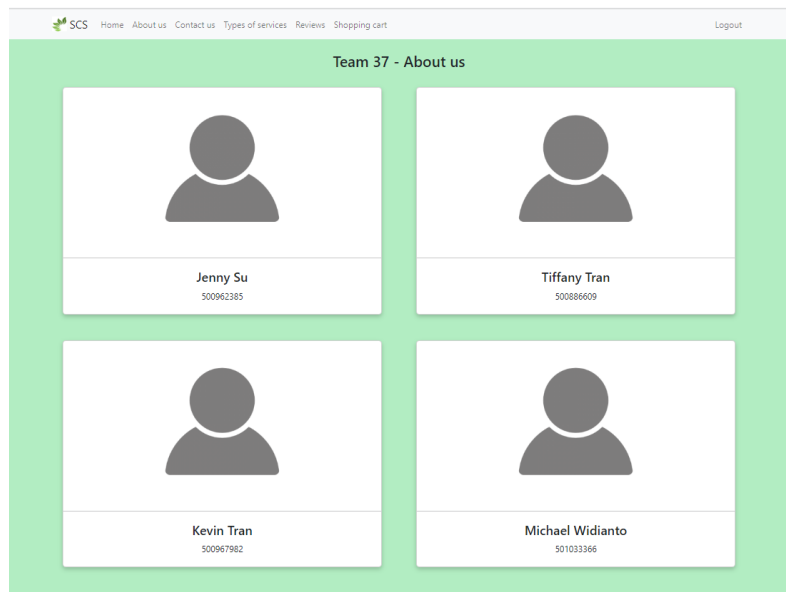 SCS Home About us Contact us Types of services Reviews Shopping cart Logout
Team 37 - About us
Jenny Su
500962385
Tiffany Tran
500886609
Kevin Tran
500967982
Michael Widianto
501033366